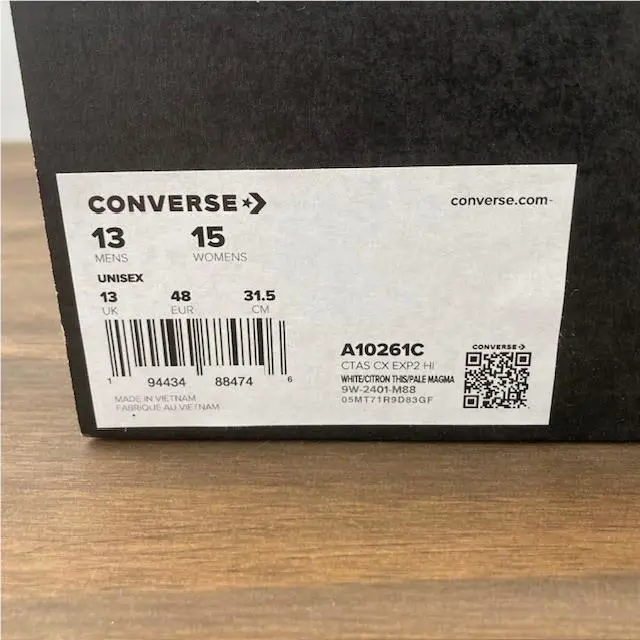 CONVERSE
converse.com
13 15
MENS WOMENS
UNISEX
13 48 31.5
UK EUR CM
1 94434 88474 6
MADE IN VIETNAM
FABRIQUÉ AU VIETNAM
A10261C
CTAS CX EXP2 HI
WHITE/CITRON THIS/PALE MAGMA
9W-2401-M88
05MT71R9D83GF
CONVERSE